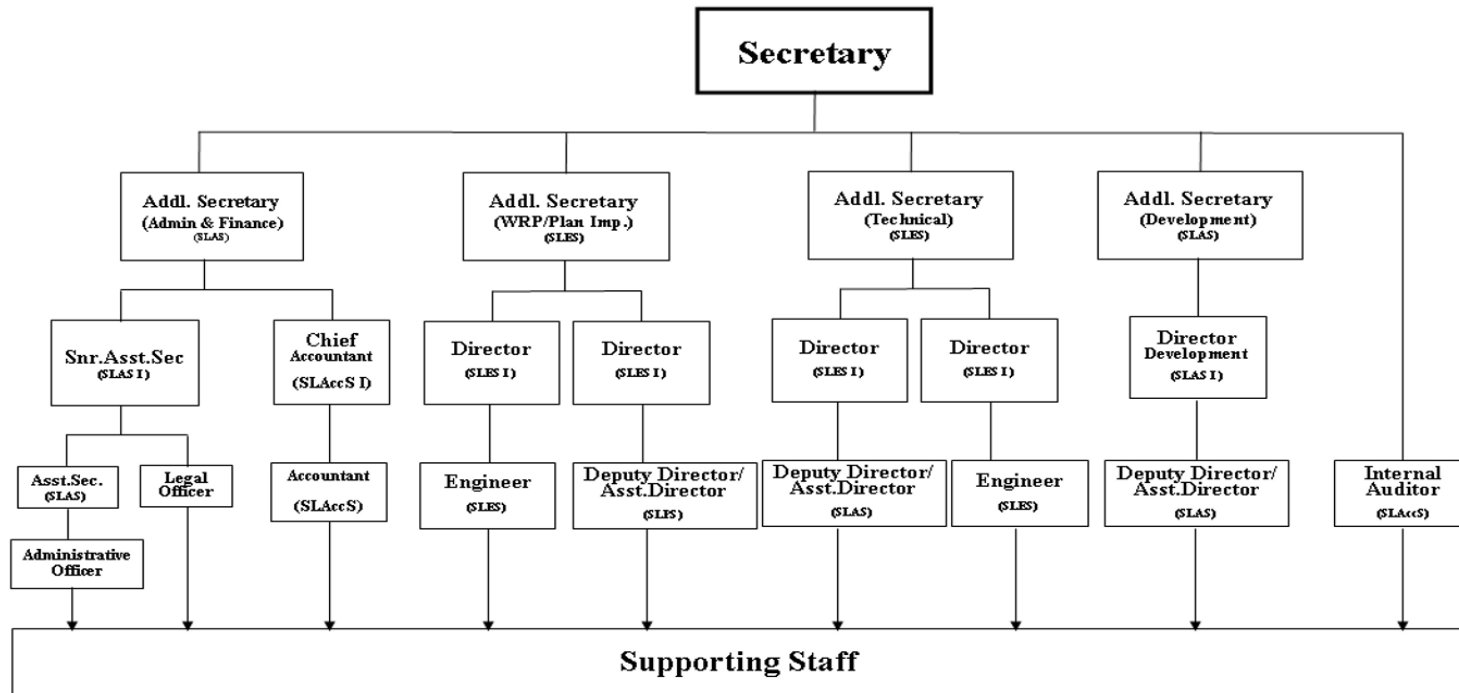 Secretary
Addl. Secretary
(Admin & Finance)
(SLAS)
Addl. Secretary
(WRP/Plan Imp.)
(SLES)
Addl. Secretary
(Technical)
(SLES)
Addl. Secretary
(Development)
(SLAS)
Snr.Asst.Sec
(SLAS I)
Chief
Accountant
(SLAccS I)
Director
(SLES I)
Director
(SLES I)
Director
(SLES I)
Director
(SLES I)
Director
Development
(SLAS I)
Asst.Sec.
(SLAS)
Legal
Officer
Accountant
(SLAccS)
Engineer
(SLES)
Deputy Director/
Asst.Director
(SLPS)
Deputy Director/
Asst.Director
(SLAS)
Engineer
(SLES)
Deputy Director/
Asst.Director
(SLAS)
Internal
Auditor
(SLAccS)
Administrative
Officer
Supporting Staff